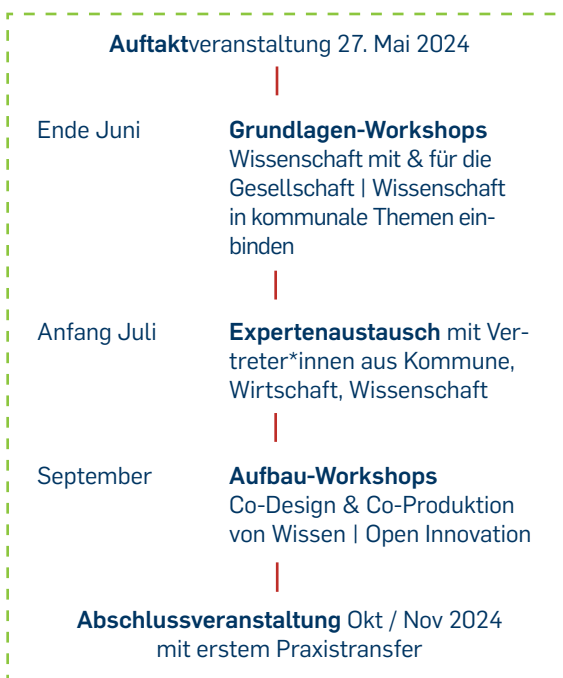 Auftaktveranstaltung 27. Mai 2024
Ende Juni
Grundlagen-Workshops
Wissenschaft mit & für die
Gesellschaft | Wissenschaft
in kommunale Themen ein-
binden
Anfang Juli
Expertenaustausch mit Ver-
treter*innen aus Kommune,
Wirtschaft, Wissenschaft
September
Aufbau-Workshops
Co-Design & Co-Produktion
von Wissen | Open Innovation
Abschlussveranstaltung Okt / Nov 2024
mit erstem Praxistransfer